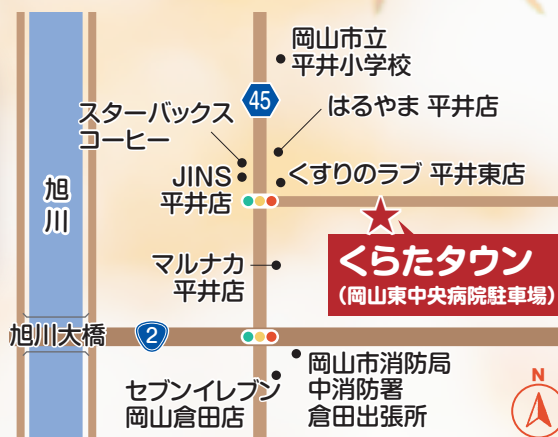 岡山市立
平井小学校
45
はるやま 平井店
スターバックス
コーヒー
JINS
平井店
くすりのラブ 平井東店
旭川
くらたタウン
(岡山東中央病院駐車場)
マルナカ
平井店
旭川大橋
2
岡山市消防局
中消防署
倉田出張所
セブンイレブン
岡山倉田店
N